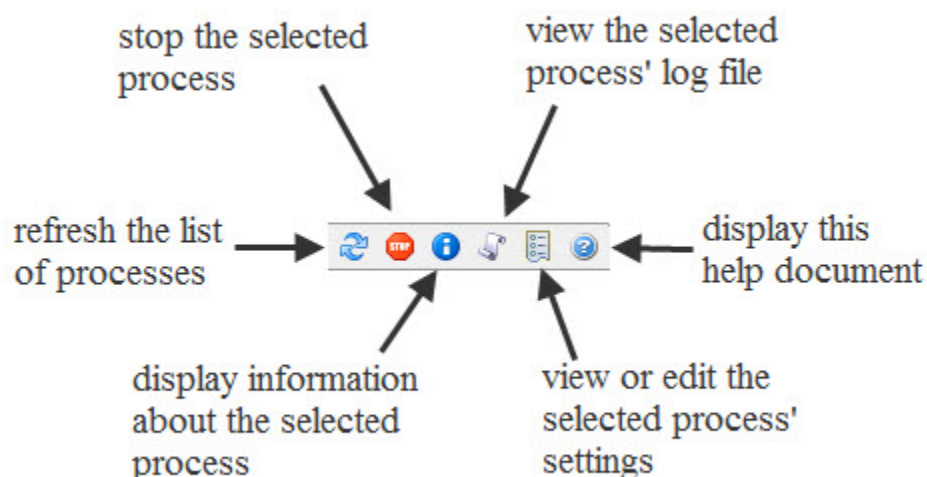 stop the selected
process
view the selected
process' log file
refresh the list
of processes
STOP
display this
help document
display information
about the selected
process
view or edit the
selected process'
settings